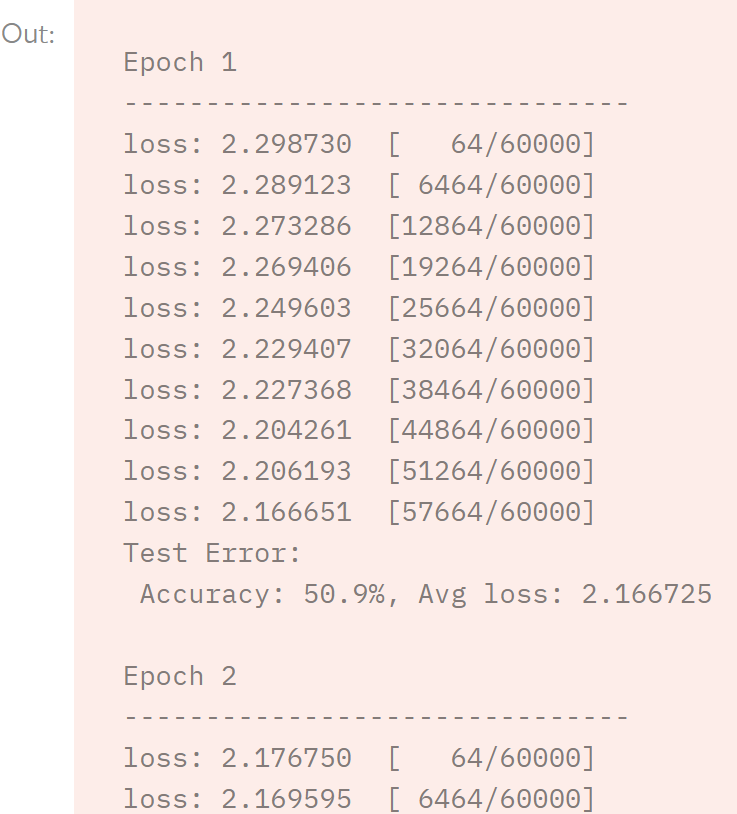 Out:
Epoch 1
-------------------------------
loss: 2.298730  [   64/60000]
loss: 2.289123  [ 6464/60000]
loss: 2.273286  [12864/60000]
loss: 2.269406  [19264/60000]
loss: 2.249603  [25664/60000]
loss: 2.229407  [32064/60000]
loss: 2.227368  [38464/60000]
loss: 2.204261  [44864/60000]
loss: 2.206193  [51264/60000]
loss: 2.166651  [57664/60000]
Test Error:
 Accuracy: 50.9%, Avg loss: 2.166725
Epoch 2
-------------------------------
loss: 2.176750  [   64/60000]
loss: 2.169595  [ 6464/60000]